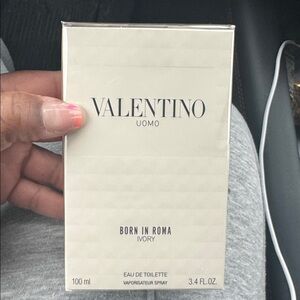 VALENTINO
UOMO
BORN IN ROMA
IVORY
EAU DE TOILETTE
100 ml VAPORISATEUR SPRAY 3.4 FL.OZ.